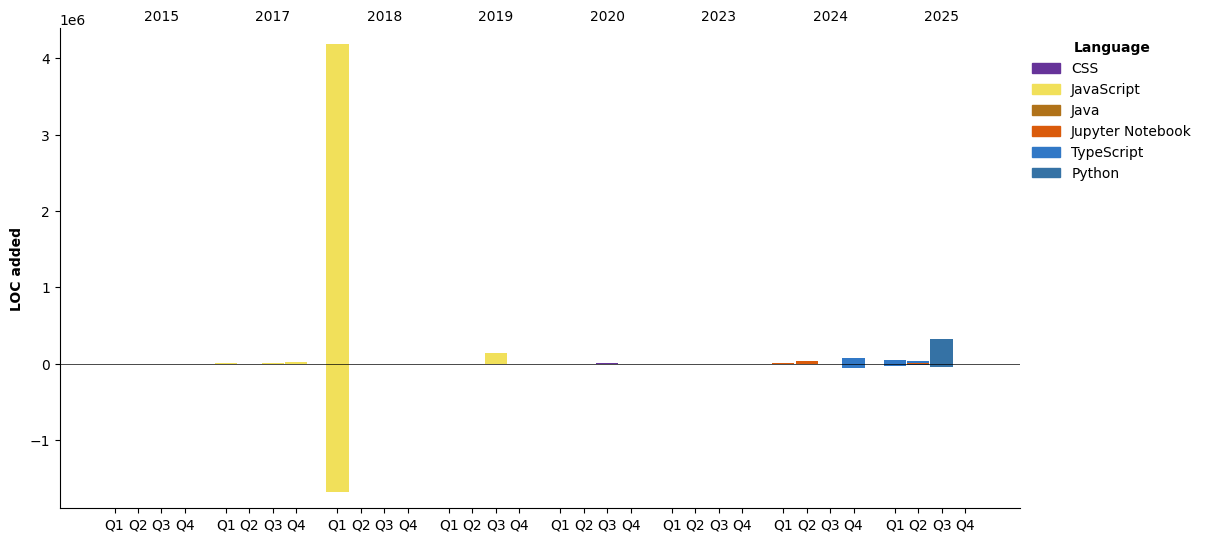 1e6
2015 2017 2018 2019 2020 2023 2024 2025
Language
CSS
JavaScript
Java
Jupyter Notebook
TypeScript
Python
LOC added
4
3
2
1
0
−1
Q1 Q2 Q3 Q4 Q1 Q2 Q3 Q4 Q1 Q2 Q3 Q4 Q1 Q2 Q3 Q4 Q1 Q2 Q3 Q4 Q1 Q2 Q3 Q4 Q1 Q2 Q3 Q4 Q1 Q2 Q3 Q4